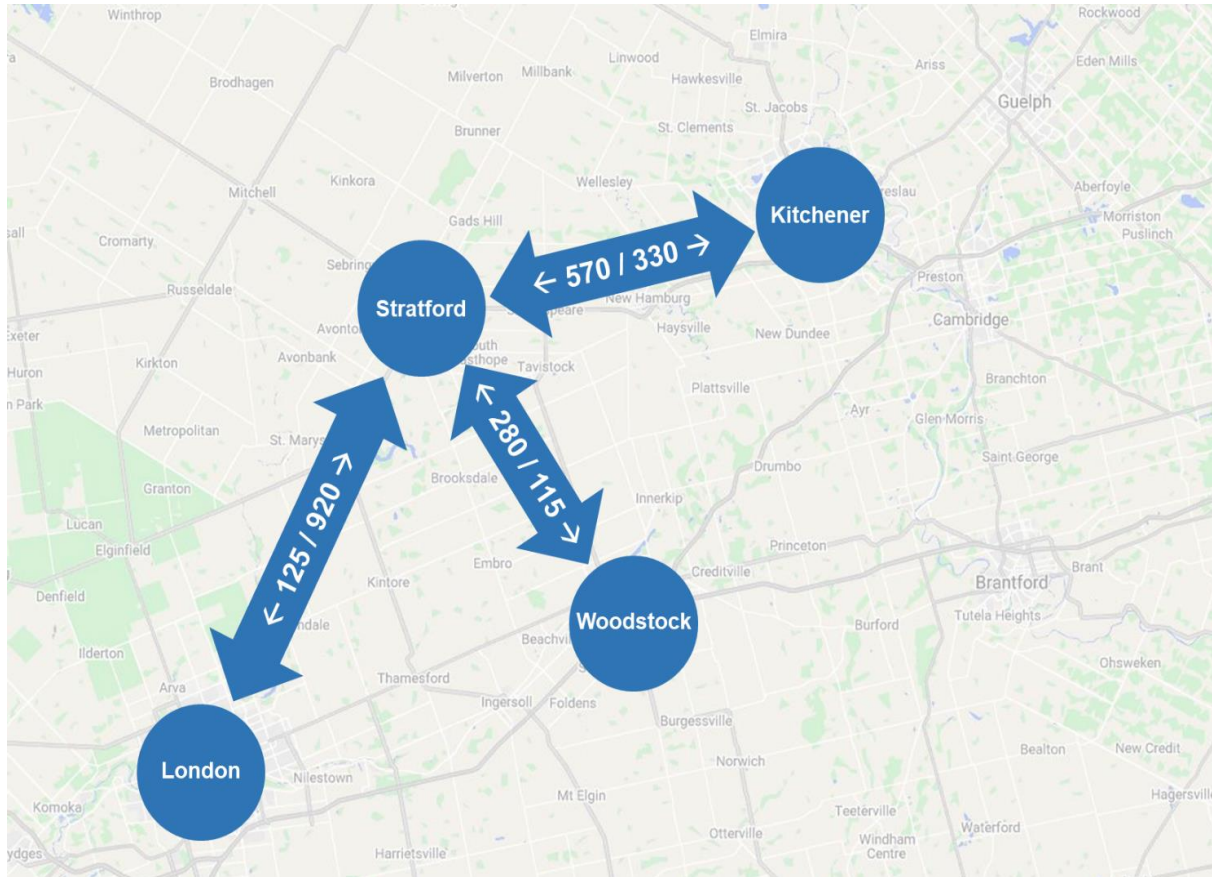 Winthrop
Rockwood
Elmira
Linwood
Ariss
Eden Mills
Brodhagen
Milverton
Millbank
Hawkesville
St. Jacobs
Guelph
Brunner
St. Clements
Kinkora
Wellesley
Mitchell
Aberfoyle
Kitchener
Morriston
Puslinch
Gads Hill
Cromarty
← 570 / 330 →
Preston
Russeldale
Stratford
New Hamburg
Cambridge
Exeter
Avonbank
Haysville
New Dundee
Kirkton
Tavistock
Huron
Plattsville
Branchton
Ayr
Glen Morris
Metropolitan
St. Marys
← 280 / 115 →
Saint George
Drumbo
Brooksdale
Granton
Innerkip
← 125 / 920 →
Lucan
Elginfield
Princeton
Embro
Creditville
Brant
Kintore
Brantford
Denfield
Woodstock
Tutela Heights
Burford
Ilderton
Ohsweken
Thamesford
Arva
Ingersoll
Foldens
Burgessville
London
Bealton
New Credit
Nilestown
Norwich
Mt Elgin
Hagersville
Komoka
Teeterville
Waterford
Otterville
Windham
Centre
Harrietsville